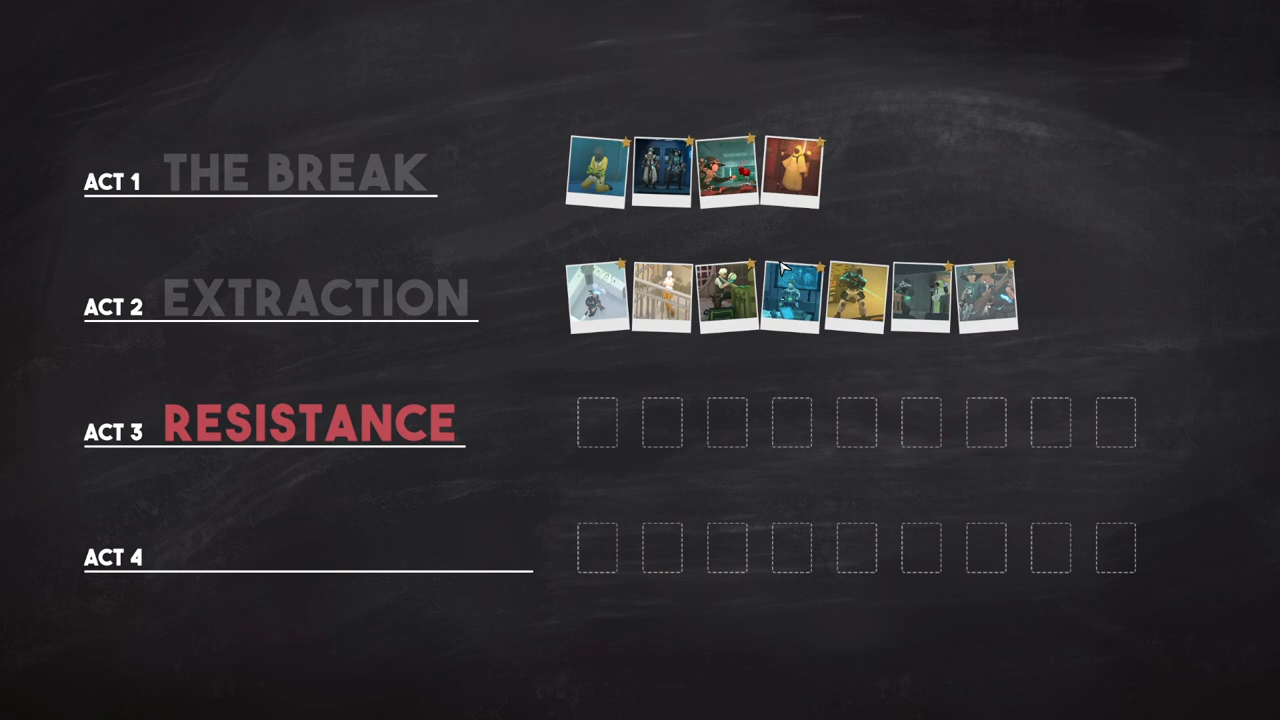 ACT 1 THE BREAK
ACT 2 EXTRACTION
ACT 3 RESISTANCE
ACT 4